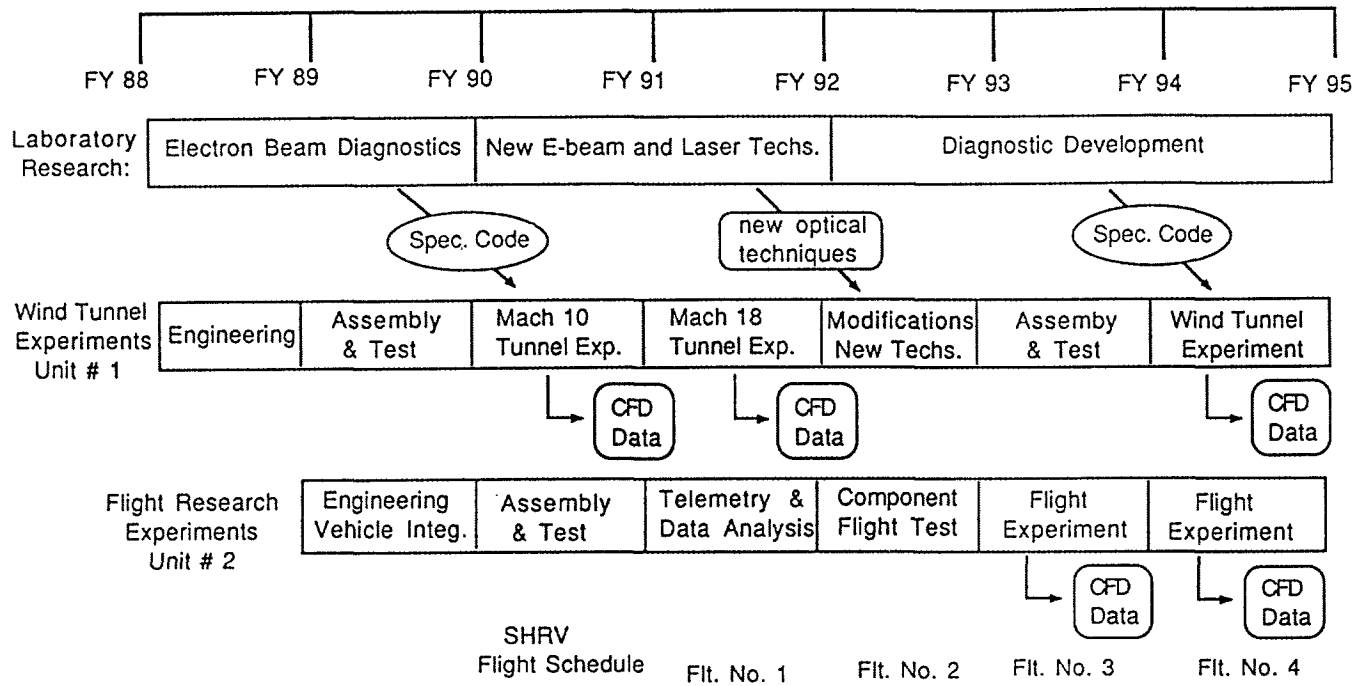 FY 88 FY 89 FY 90 FY 91 FY 92 FY 93 FY 94 FY 95
Laboratory
Research:
Electron Beam Diagnostics
New E-beam and Laser Techs.
Diagnostic Development
Spec. Code
new optical
techniques
Spec. Code
Wind Tunnel
Experiments
Unit # 1
Engineering
Assembly
& Test
Mach 10
Tunnel Exp.
Mach 18
Tunnel Exp.
Modifications
New Techs.
Assemby
& Test
Wind Tunnel
Experiment
CFD
Data
CFD
Data
CFD
Data
Flight Research
Experiments
Unit # 2
Engineering
Vehicle Integ.
Assembly
& Test
Telemetry &
Data Analysis
Component
Flight Test
Flight
Experiment
Flight
Experiment
CFD
Data
CFD
Data
SHRV
Flight Schedule
Flt. No. 1
Flt. No. 2
Flt. No. 3
Flt. No. 4